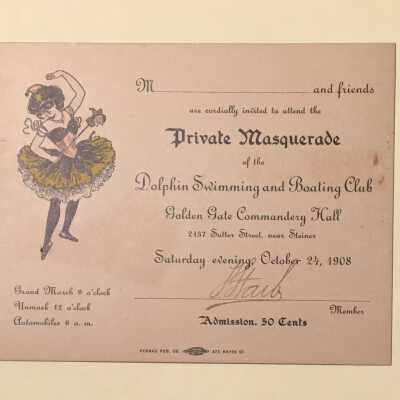 M and friends
are cordially invited to attend the
Private Masquerade
of the
Dolphin Swimming and Boating Club
Golden Gate Commandery Hall
2137 Sutter Street, near Steiner
Saturday evening, October 24, 1908
Grand March 9 o'clock
Unmask 12 o'clock
Automobiles 6 a. m.
Member
Admission, 50 Cents